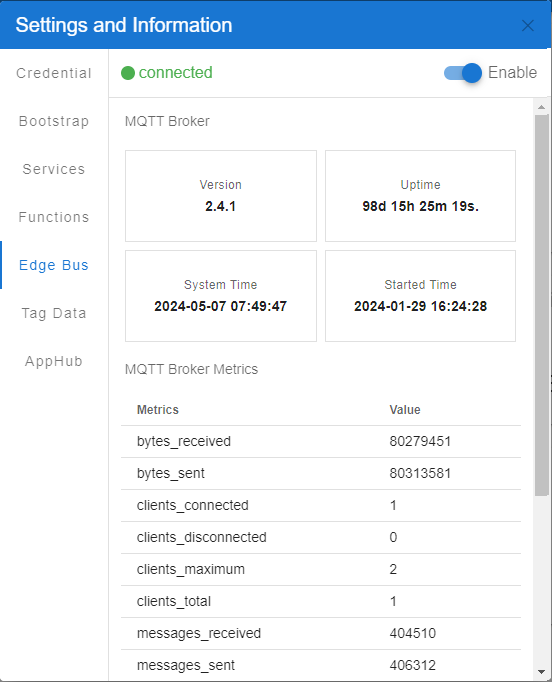 Settings and Information
Credential
Bootstrap
Services
Functions
Edge Bus
Tag Data
AppHub
connected
Enable
MQTT Broker
Version
2.4.1
Uptime
98d 15h 25m 19s.
System Time
2024-05-07 07:49:47
Started Time
2024-01-29 16:24:28
MQTT Broker Metrics
Metrics Value
bytes_received 80279451
bytes_sent 80313581
clients_connected 1
clients_disconnected 0
clients_maximum 2
clients_total 1
messages_received 404510
messages_sent 406312